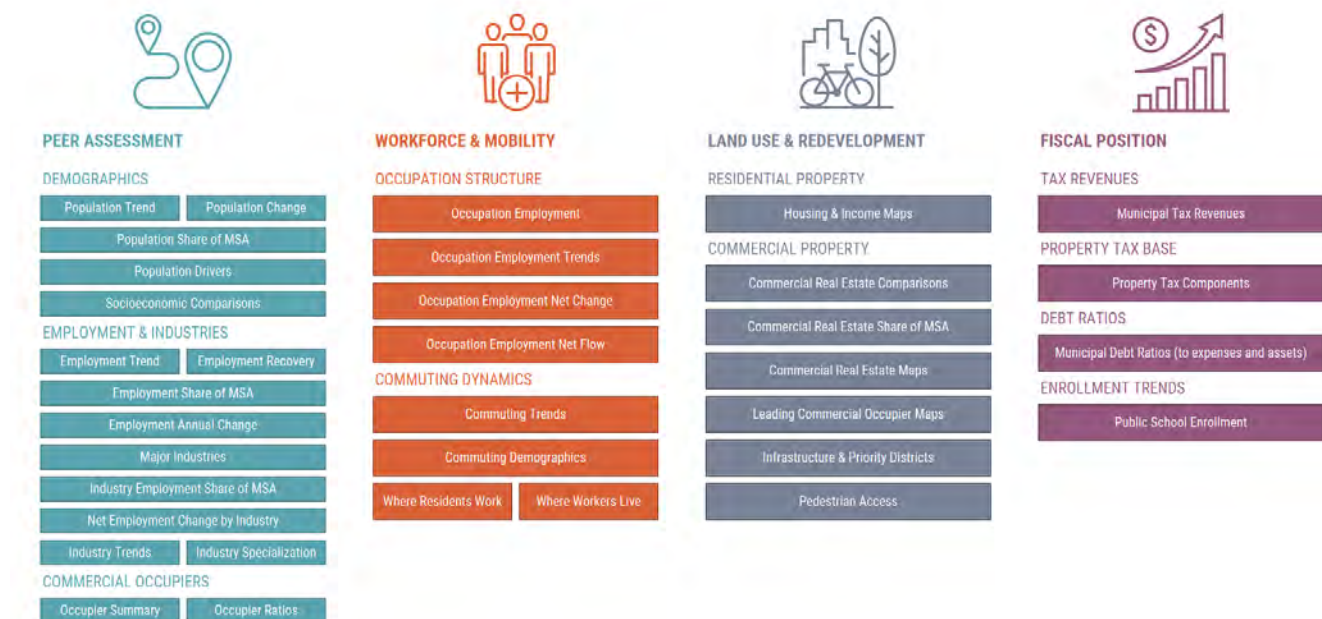 PEER ASSESSMENT
DEMOGRAPHICS
Population Trend
Population Change
Population Share of MSA
Population Drivers
Socioeconomic Comparisons
EMPLOYMENT & INDUSTRIES
Employment Trend
Employment Recovery
Employment Share of MSA
Employment Annual Change
Major Industries
Industry Employment Share of MSA
Net Employment Change by Industry
Industry Trends
Industry Specialization
COMMERCIAL OCCUPIERS
Occupier Summary
Occupier Ratios
WORKFORCE & MOBILITY
OCCUPATION STRUCTURE
Occupation Employment
Occupation Employment Trends
Occupation Employment Net Change
Occupation Employment Net Flow
COMMUTING DYNAMICS
Commuting Trends
Commuting Demographics
Where Residents Work
Where Workers Live
LAND USE & REDEVELOPMENT
RESIDENTIAL PROPERTY
Housing & Income Maps
COMMERCIAL PROPERTY
Commercial Real Estate Comparisons
Commercial Real Estate Share of MSA
Commercial Real Estate Maps
Leading Commercial Occupier Maps
Infrastructure & Priority Districts
Pedestrian Access
$
FISCAL POSITION
TAX REVENUES
Municipal Tax Revenues
PROPERTY TAX BASE
Property Tax Components
DEBT RATIOS
Municipal Debt Ratios (to expenses and assets)
ENROLLMENT TRENDS
Public School Enrollment